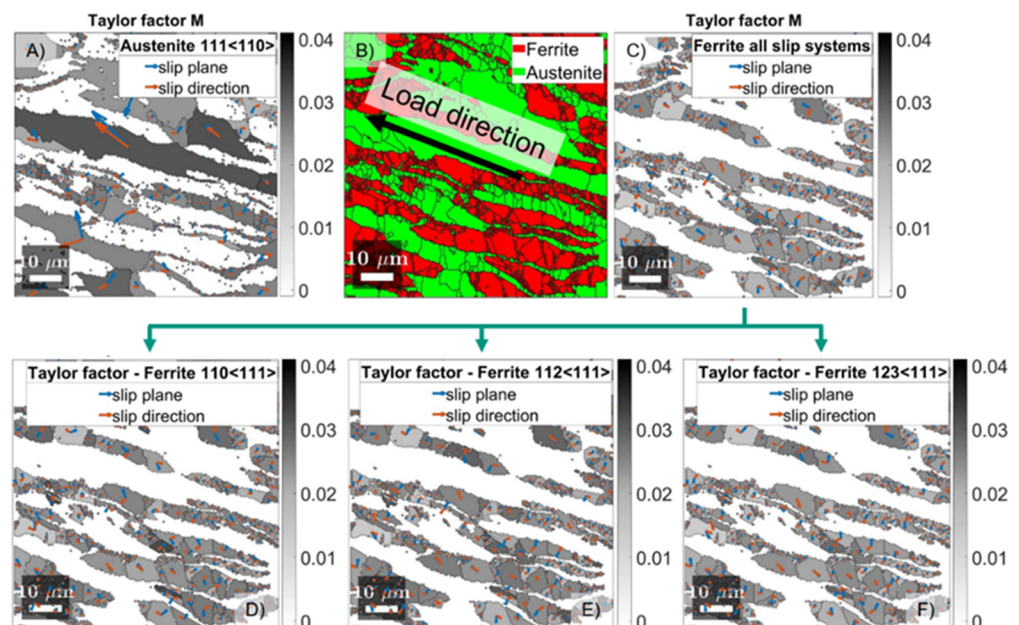 Taylor factor M
Taylor factor M
A)
Austenite 111<110>
slip plane
slip direction
0.04
0.03
0.02
0.01
0
10 μm
B)
Ferrite
Austenite
Load direction
10 μm
C)
Ferrite all slip systems
slip plane
slip direction
0.04
0.03
0.02
0.01
0
10 μm
Taylor factor - Ferrite 110<111>
slip plane
slip direction
0.04
0.03
0.02
0.01
0
10 μm
D)
Taylor factor - Ferrite 112<111>
slip plane
slip direction
0.04
0.03
0.02
0.01
0
10 μm
E)
Taylor factor - Ferrite 123<111>
slip plane
slip direction
0.04
0.03
0.02
0.01
0
10 μm
F)